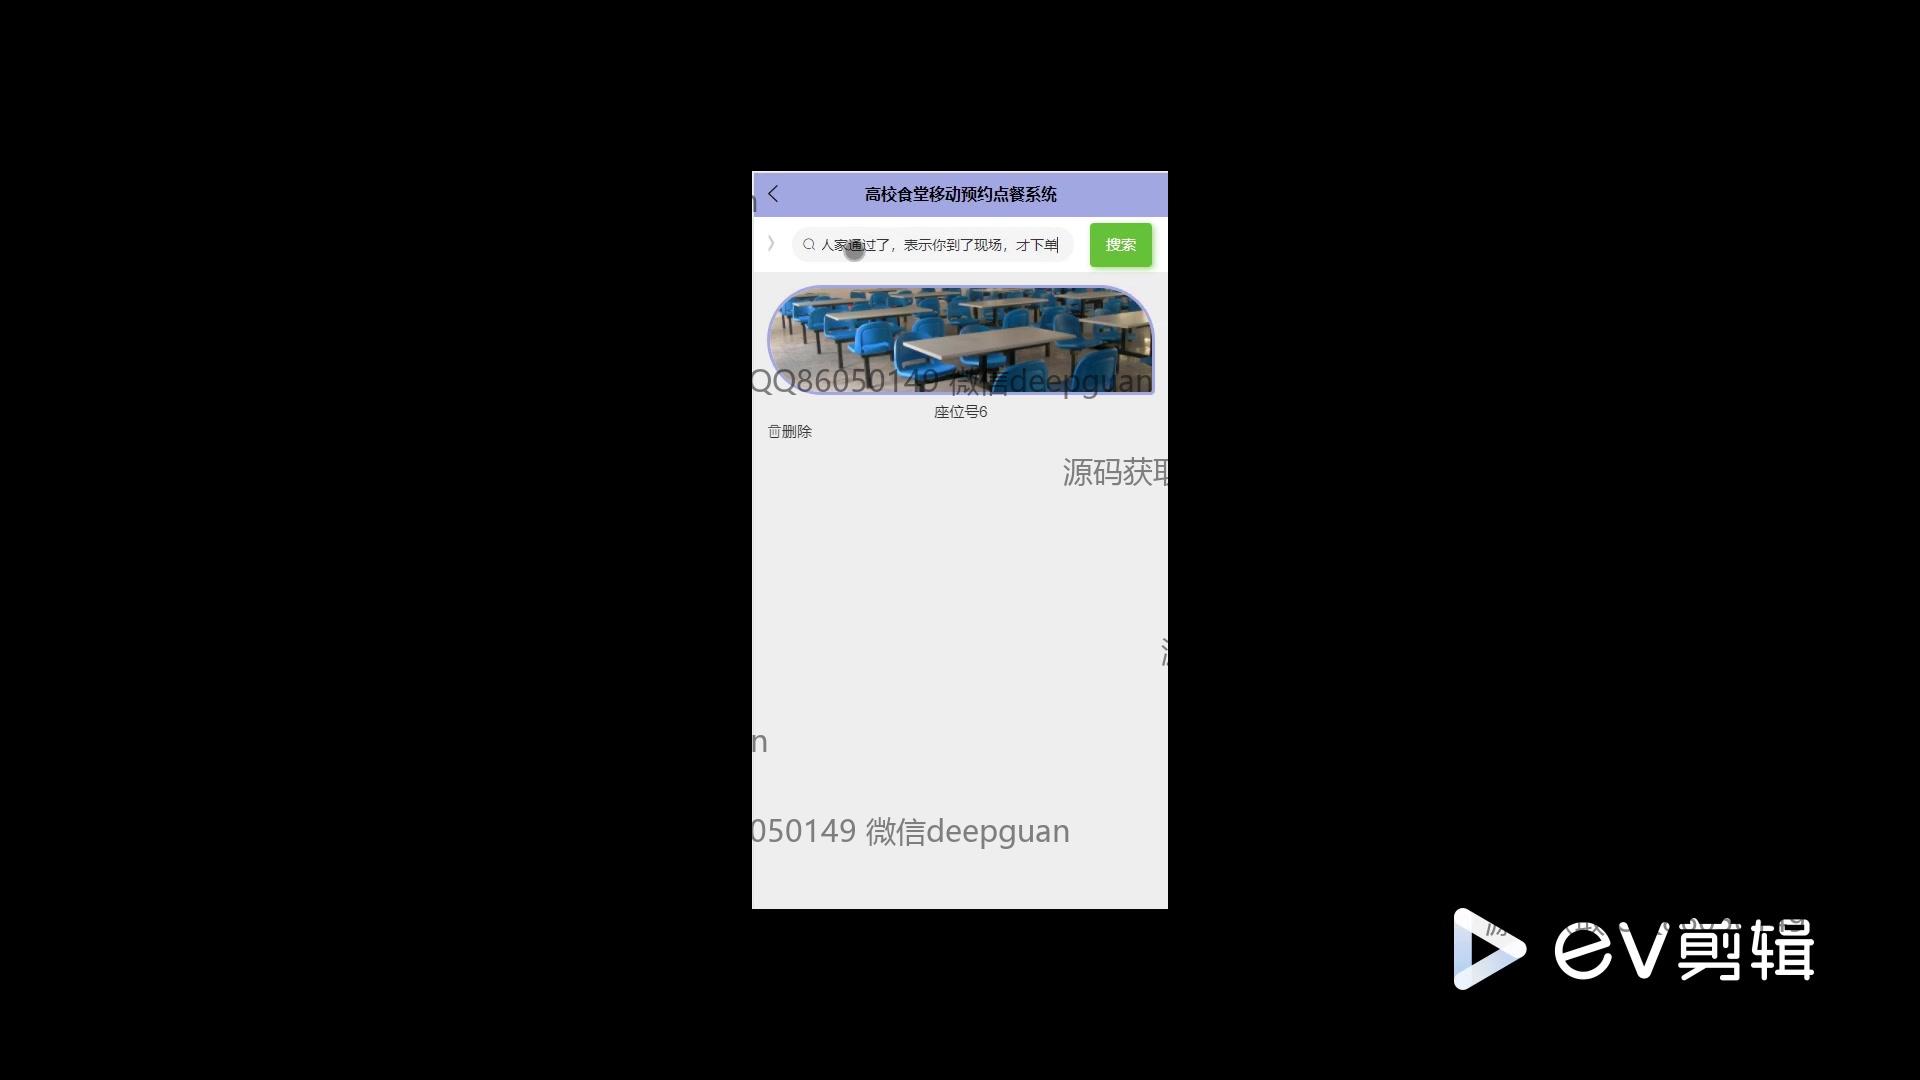 高校食堂移动预约点餐系统
人家通过了，表示你到了现场，才下单
搜索
QQ86050149 微信deepguan
座位号6
删除
源码获取
n
050149 微信deepguan
ev剪辑